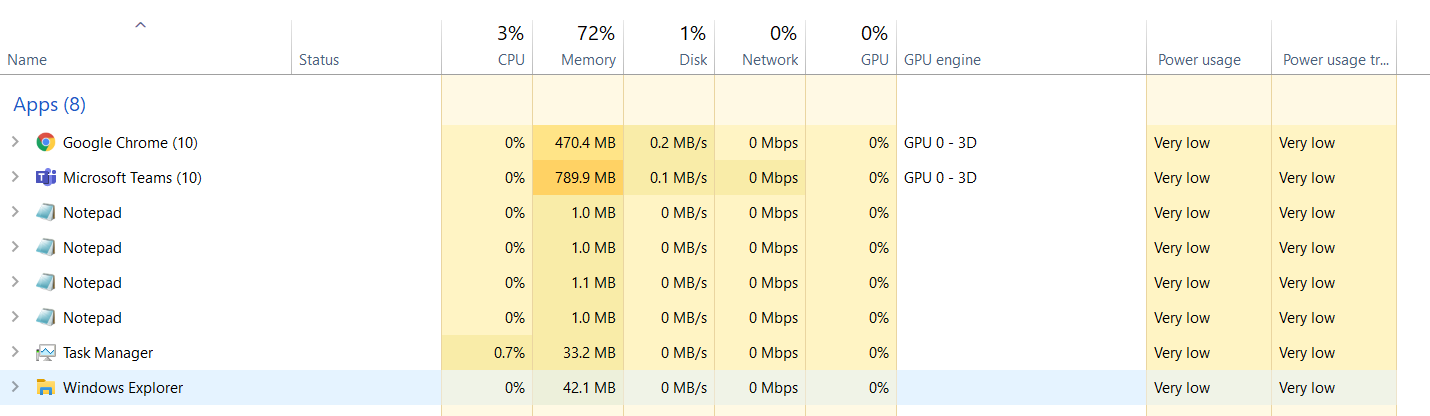 3% 72% 1% 0% 0%
Name Status CPU Memory Disk Network GPU GPU engine Power usage Power usage tr...
Apps (8)
Google Chrome (10) 0% 470.4 MB 0.2 MB/s 0 Mbps 0% GPU 0 - 3D Very low Very low
Microsoft Teams (10) 0% 789.9 MB 0.1 MB/s 0 Mbps 0% GPU 0 - 3D Very low Very low
Notepad 0% 1.0 MB 0 MB/s 0 Mbps 0% Very low Very low
Notepad 0% 1.0 MB 0 MB/s 0 Mbps 0% Very low Very low
Notepad 0% 1.1 MB 0 MB/s 0 Mbps 0% Very low Very low
Notepad 0% 1.0 MB 0 MB/s 0 Mbps 0% Very low Very low
Task Manager 0.7% 33.2 MB 0 MB/s 0 Mbps 0% Very low Very low
Windows Explorer 0% 42.1 MB 0 MB/s 0 Mbps 0% Very low Very low